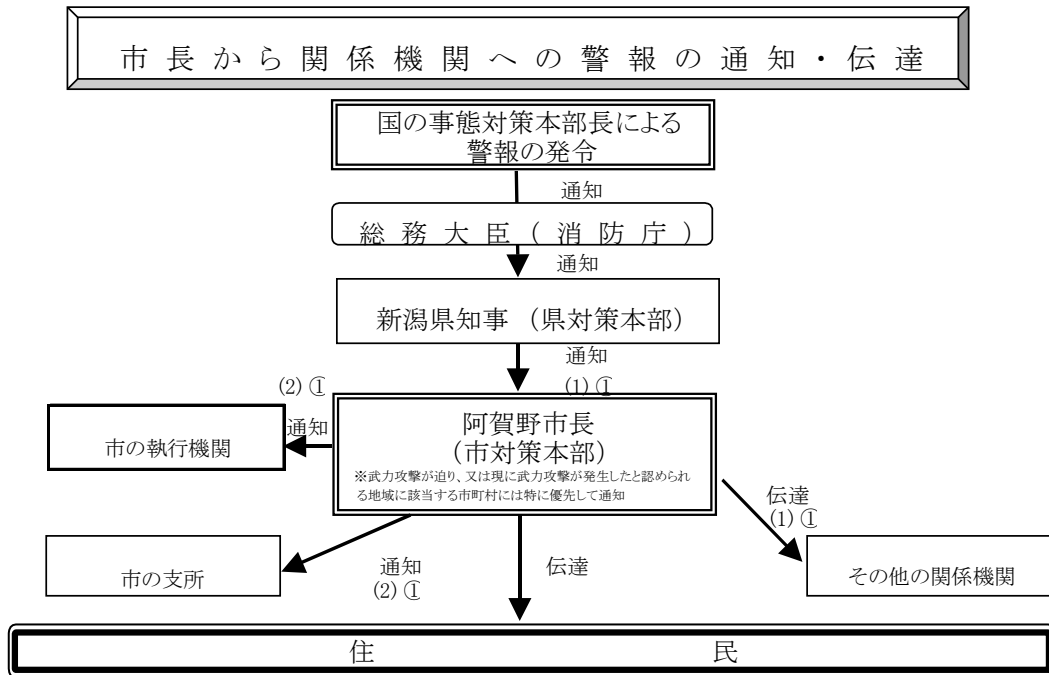 市長から関係機関への警報の通知・伝達
国の事態対策本部長による
警報の発令
通知
総務大臣(消防庁)
通知
新潟県知事 (県対策本部)
通知
(2)① (1)①
市の執行機関
通知
阿賀野市長
(市対策本部)
※武力攻撃が迫り、又は現に武力攻撃が発生したと認められ
る地域に該当する市町村には特に優先して通知
伝達
(1)①
市の支所
通知
(2)①
伝達
その他の関係機関
住 民